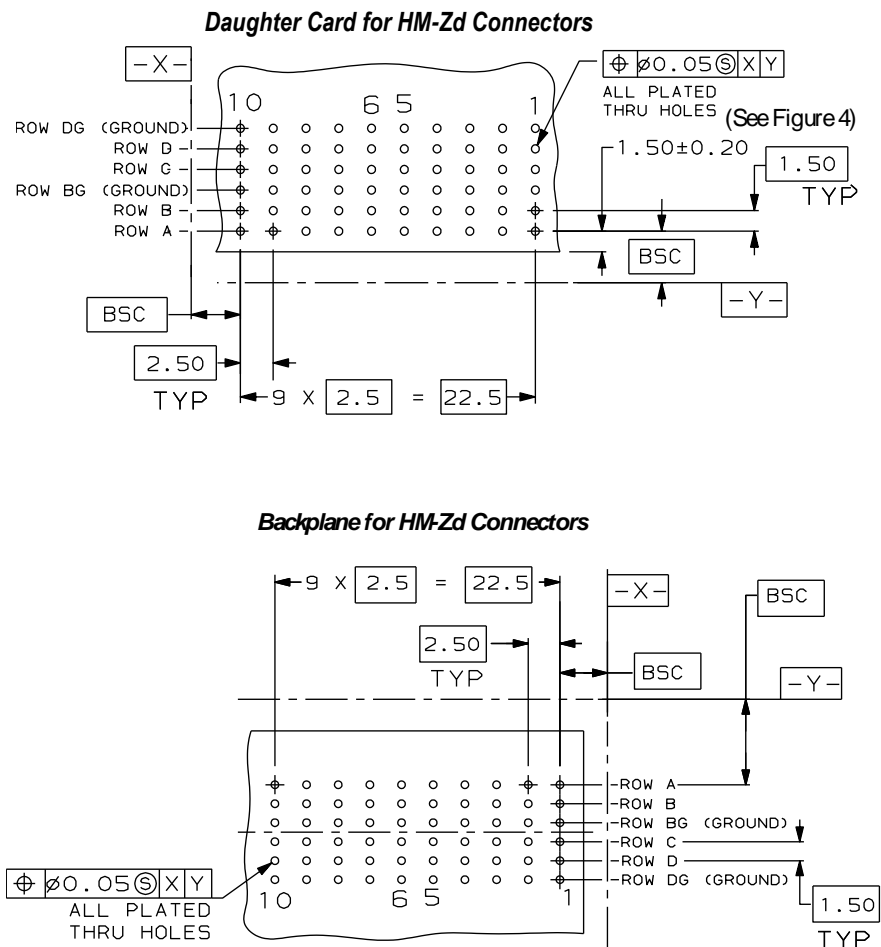 Daughter Card for HM-Zd Connectors
-X-
⌖ ⌀0.05Ⓢ X Y
ALL PLATED
THRU HOLES (See Figure 4)
10 6 5 1
ROW DG (GROUND)
ROW D
ROW C
ROW BG (GROUND)
ROW B
ROW A
1.50±0.20
1.50
TYP
BSC
-Y-
BSC
2.50
TYP
9 X 2.5 = 22.5
Backplane for HM-Zd Connectors
9 X 2.5 = 22.5
-X-
BSC
2.50
TYP
BSC
-Y-
ROW A
ROW B
ROW BG (GROUND)
ROW C
ROW D
ROW DG (GROUND)
⌖ ⌀0.05Ⓢ X Y
ALL PLATED
THRU HOLES
10 6 5 1
1.50
TYP